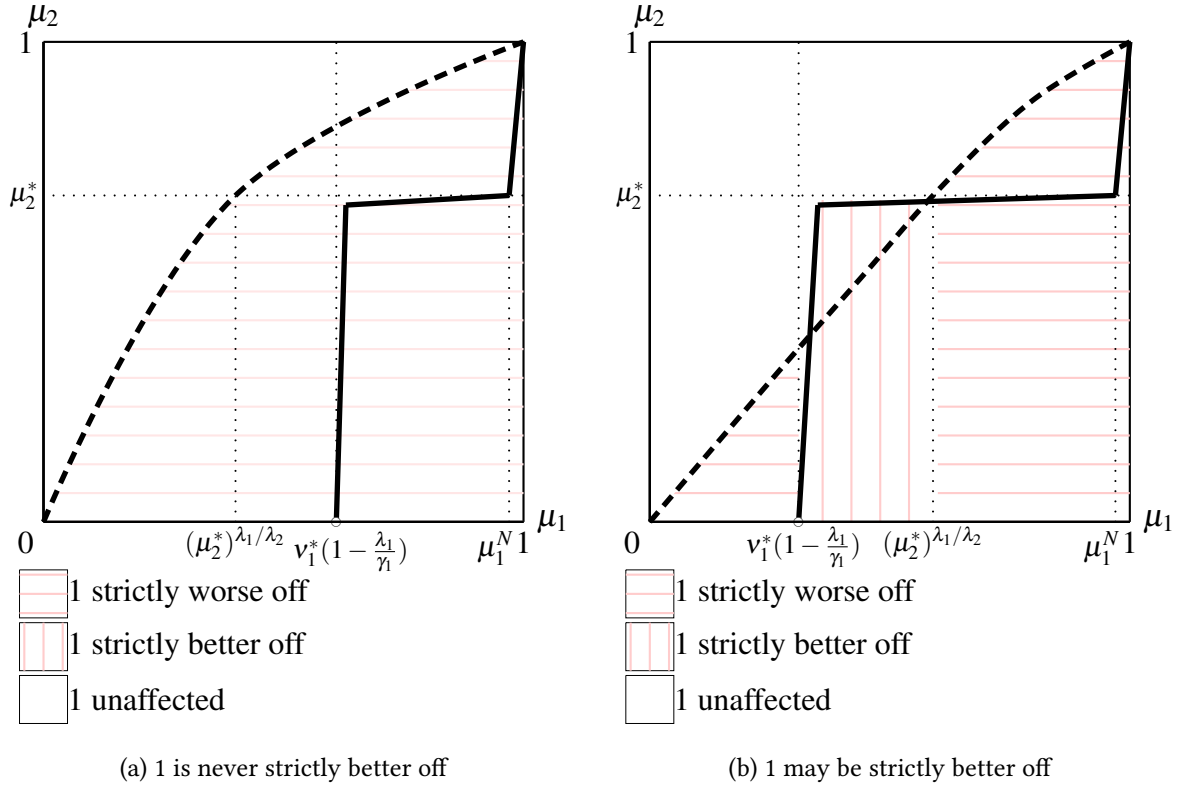 μ₂
1
μ₂*
0
(μ₂*)^{λ₁/λ₂}
ν₁*(1 − λ₁/γ₁)
μ₁ᴺ
1
μ₁
1 strictly worse off
1 strictly better off
1 unaffected
(a) 1 is never strictly better off
μ₂
1
μ₂*
0
ν₁*(1 − λ₁/γ₁)
(μ₂*)^{λ₁/λ₂}
μ₁ᴺ
1
μ₁
1 strictly worse off
1 strictly better off
1 unaffected
(b) 1 may be strictly better off